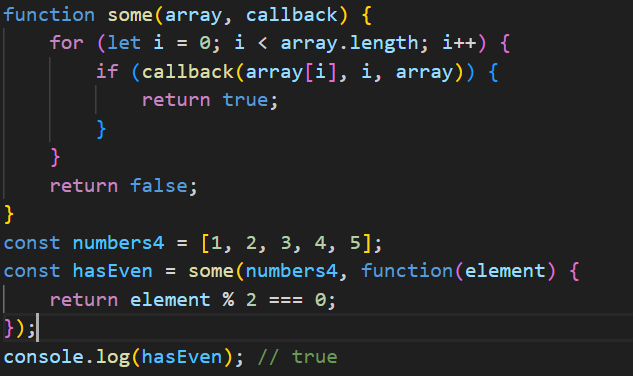 function some(array, callback) {
    for (let i = 0; i < array.length; i++) {
        if (callback(array[i], i, array)) {
            return true;
        }
    }
    return false;
}
const numbers4 = [1, 2, 3, 4, 5];
const hasEven = some(numbers4, function(element) {
    return element % 2 === 0;
});
console.log(hasEven); // true